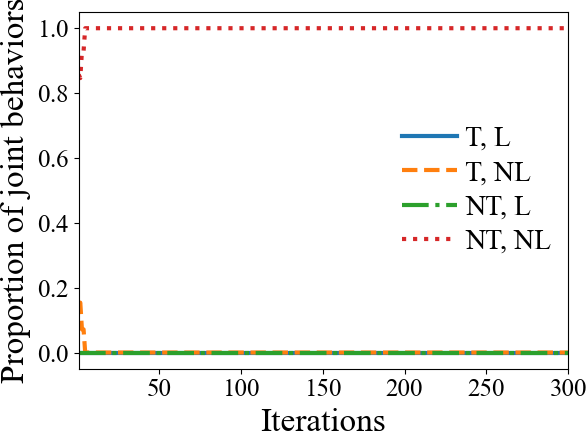 Proportion of joint behaviors
1.0
0.8
0.6
0.4
0.2
0.0
T, L
T, NL
NT, L
NT, NL
50 100 150 200 250 300
Iterations